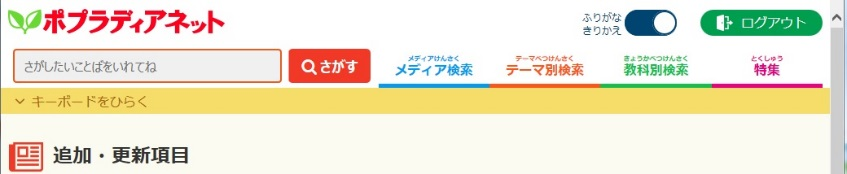 ポプラディアネット
ふりがな
きりかえ
ログアウト
さがしたいことばをいれてね
さがす
メディアけんさく
メディア検索
テーマべつけんさく
テーマ別検索
きょうかべつけんさく
教科別検索
とくしゅう
特集
キーボードをひらく
追加・更新項目